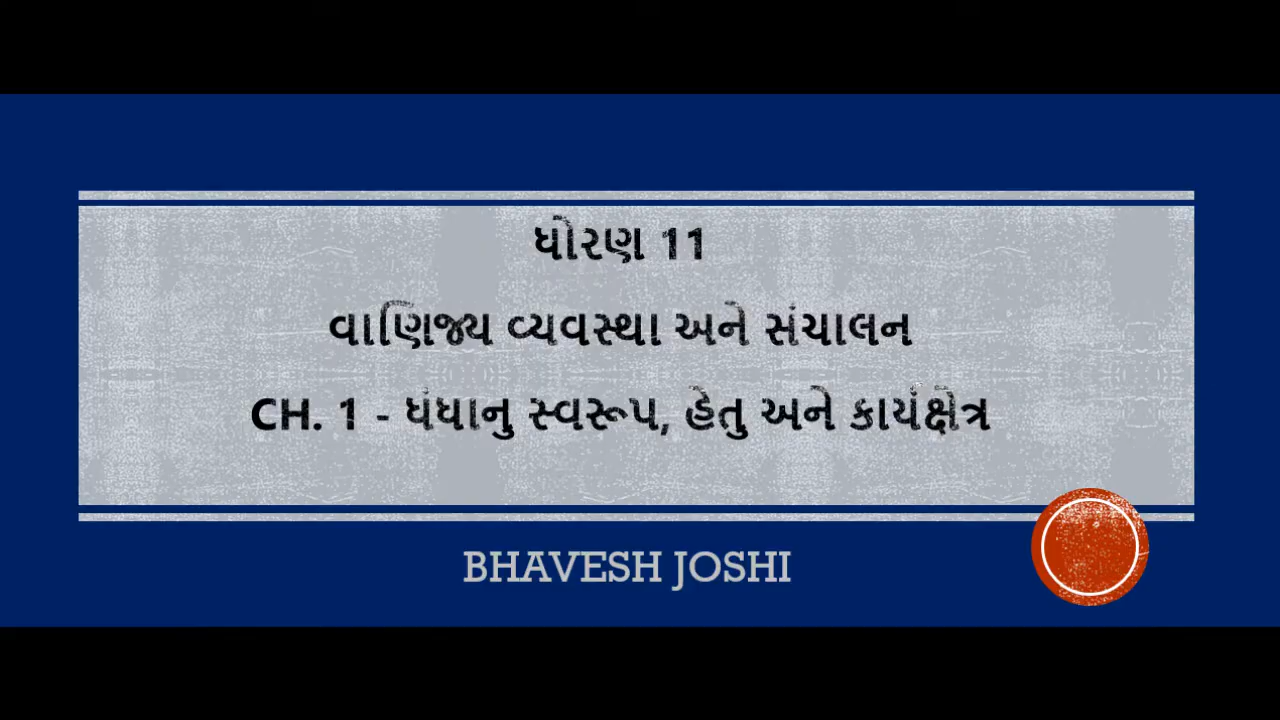 ધોરણ 11
વાણિજ્ય વ્યવસ્થા અને સંચાલન
CH. 1 - ધંધાનુ સ્વરૂપ, હેતુ અને કાર્યક્ષેત્ર
BHAVESH JOSHI